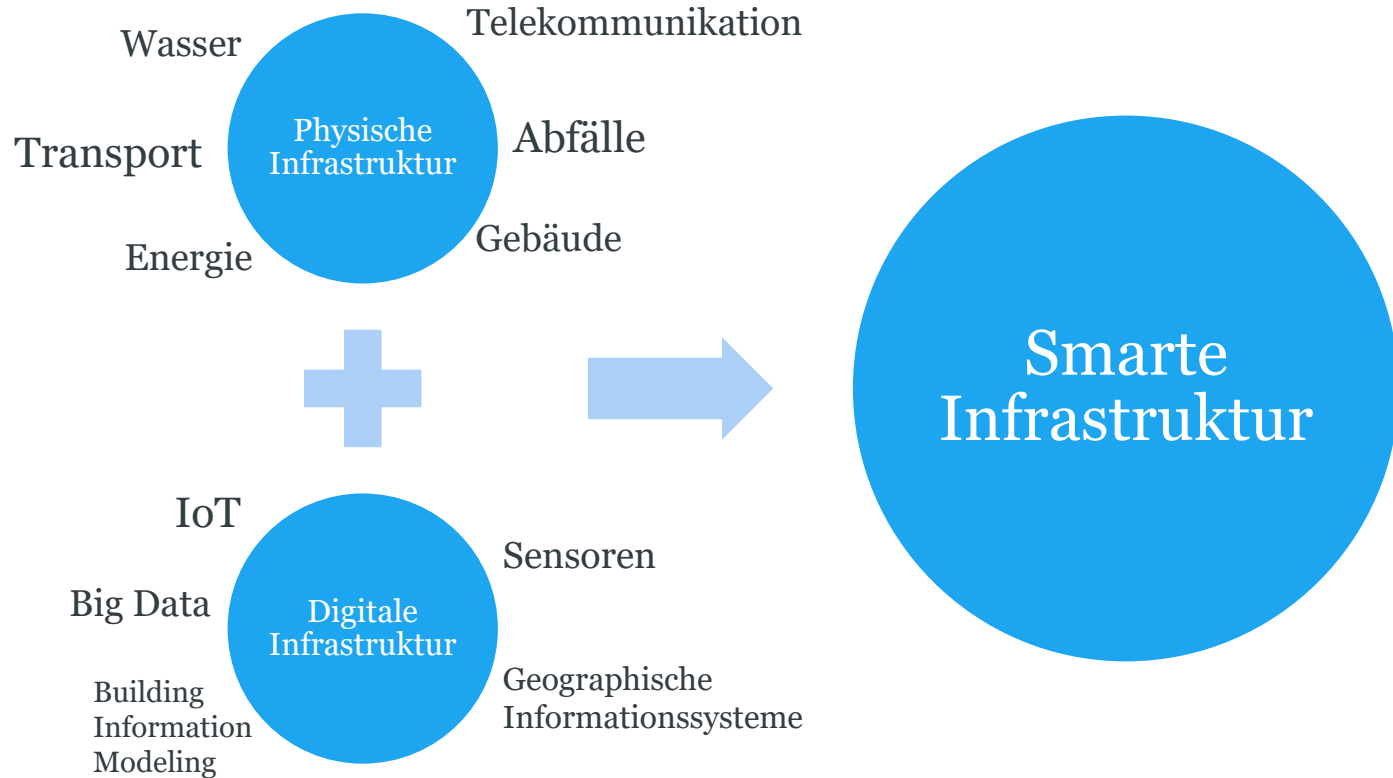 Wasser
Telekommunikation
Physische
Infrastruktur
Transport
Abfälle
Energie
Gebäude
Smarte
Infrastruktur
IoT
Sensoren
Big Data
Digitale
Infrastruktur
Building
Information
Modeling
Geographische
Informationssysteme